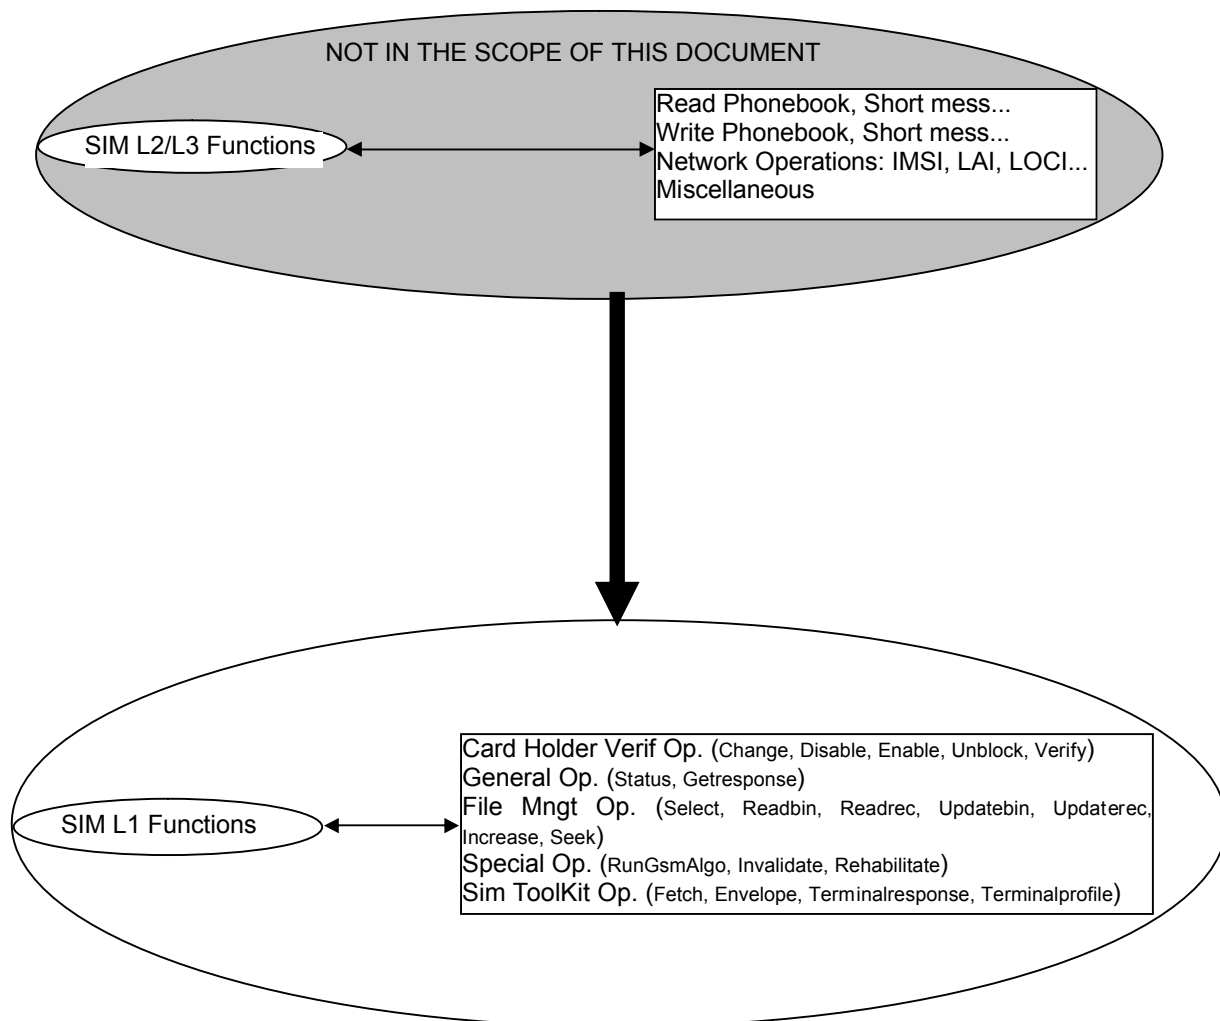 NOT IN THE SCOPE OF THIS DOCUMENT
SIM L2/L3 Functions
Read Phonebook, Short mess...
Write Phonebook, Short mess...
Network Operations: IMSI, LAI, LOCI...
Miscellaneous
SIM L1 Functions
Card Holder Verif Op. (Change, Disable, Enable, Unblock, Verify)
General Op. (Status, Getresponse)
File Mngt Op. (Select, Readbin, Readrec, Updatebin, Updaterec,
Increase, Seek)
Special Op. (RunGsmAlgo, Invalidate, Rehabilitate)
Sim ToolKit Op. (Fetch, Envelope, Terminalresponse, Terminalprofile)